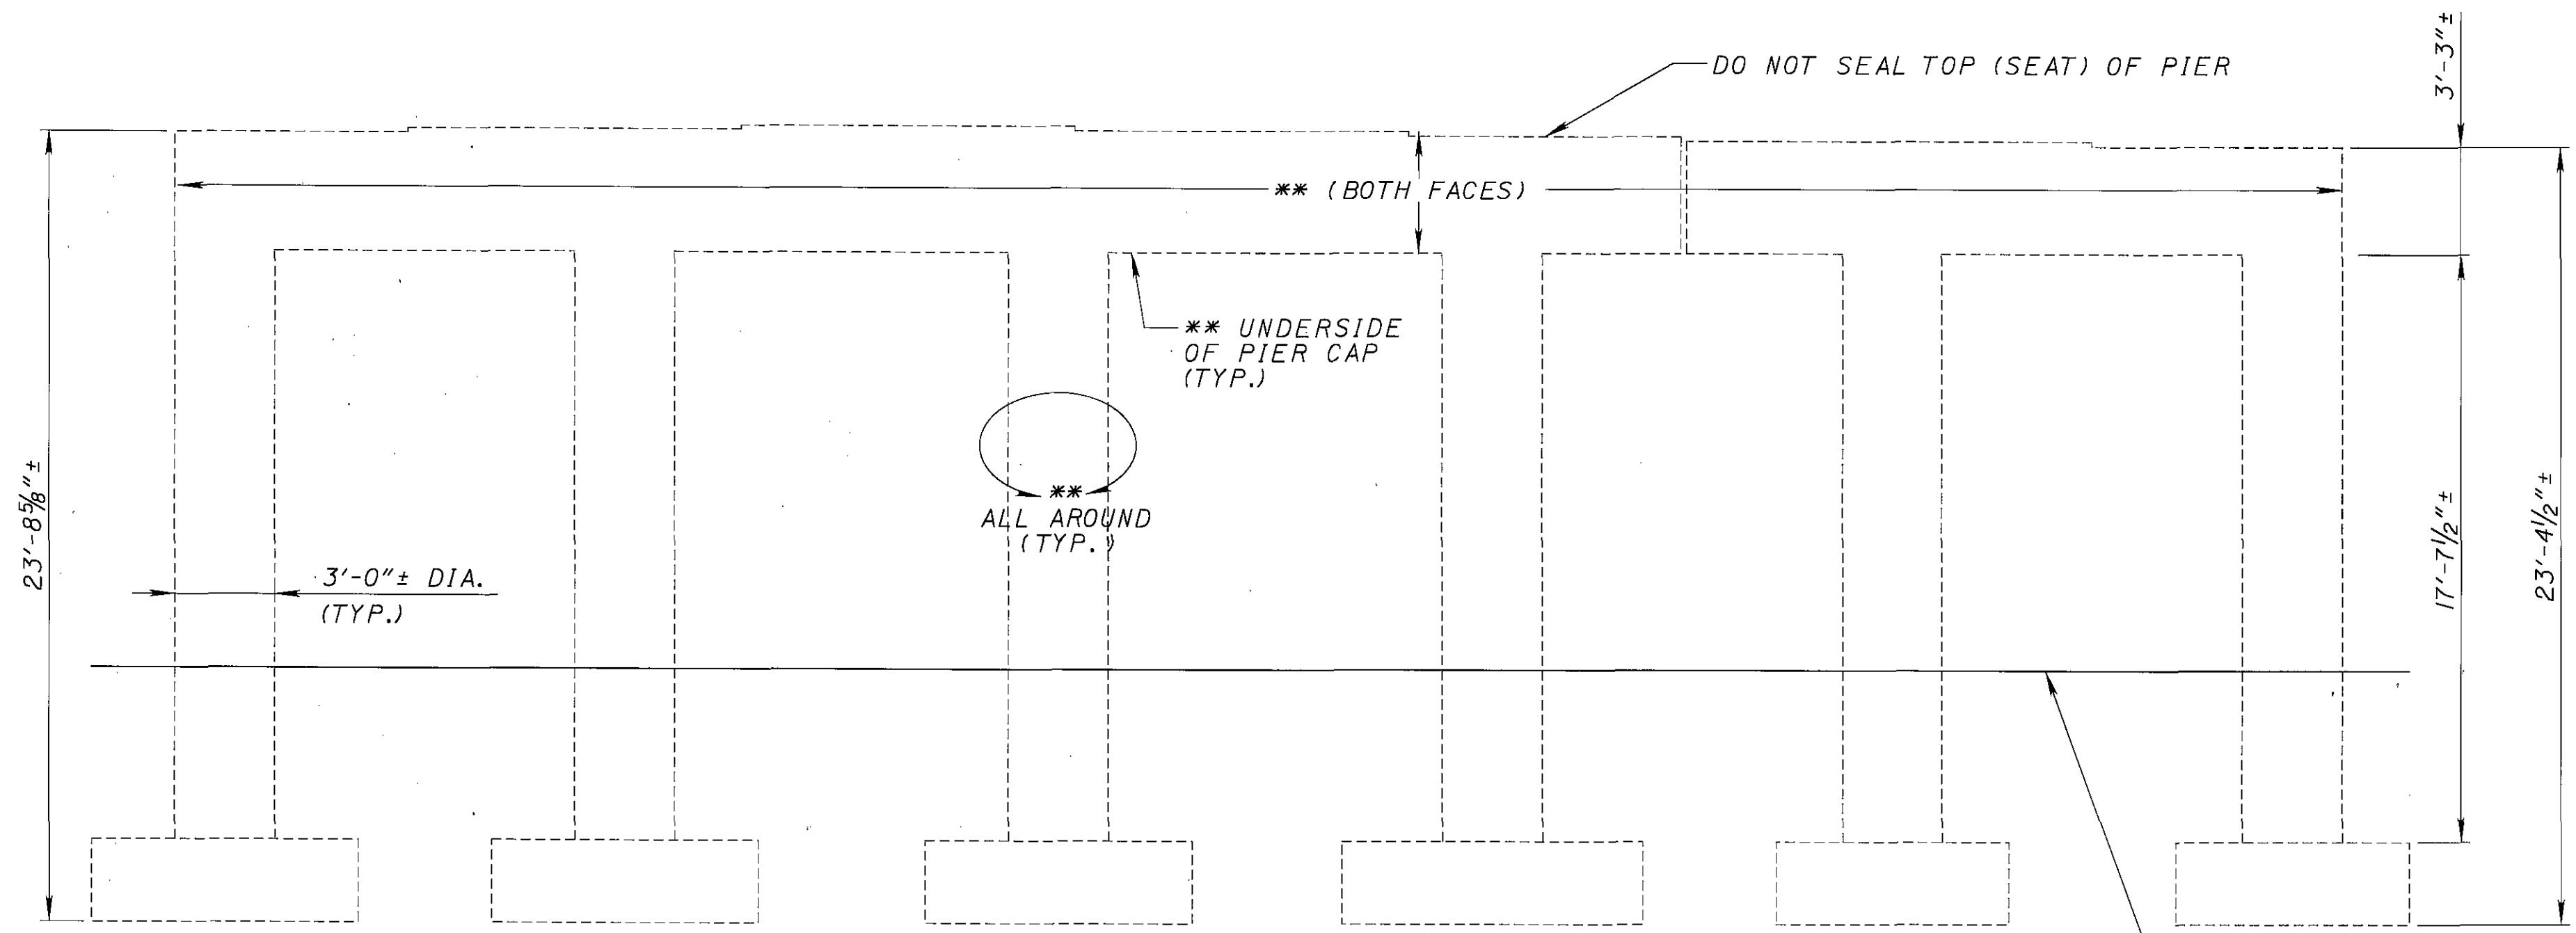 DO NOT SEAL TOP (SEAT) OF PIER
3'-3"±
** (BOTH FACES)
** UNDERSIDE
OF PIER CAP
(TYP.)
**
ALL AROUND
(TYP.)
23'-8⅝"±
3'-0"± DIA.
(TYP.)
17'-7½"±
23'-4½"±